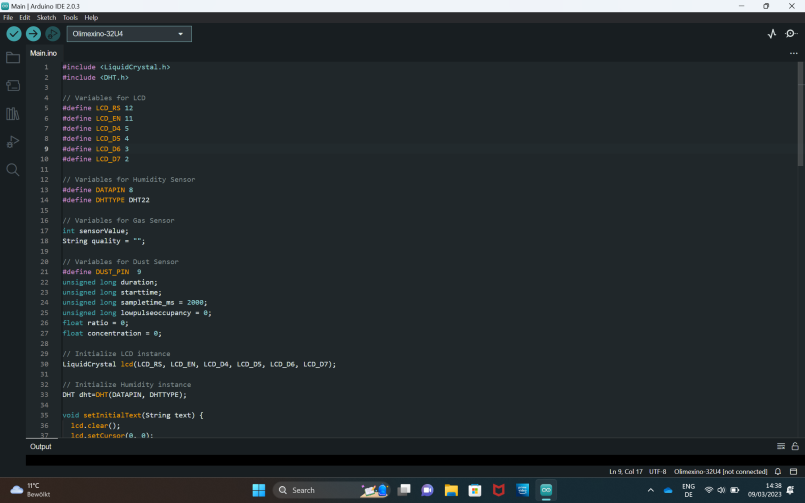 Main | Arduino IDE 2.0.3
File Edit Sketch Tools Help
Olimexino-32U4
Main.ino
1 #include <LiquidCrystal.h>
2 #include <DHT.h>
3
4 // Variables for LCD
5 #define LCD_RS 12
6 #define LCD_EN 11
7 #define LCD_D4 5
8 #define LCD_D5 4
9 #define LCD_D6 3
10 #define LCD_D7 2
11
12 // Variables for Humidity Sensor
13 #define DATAPIN 8
14 #define DHTTYPE DHT22
15
16 // Variables for Gas Sensor
17 int sensorValue;
18 String quality = "";
19
20 // Variables for Dust Sensor
21 #define DUST_PIN  9
22 unsigned long duration;
23 unsigned long starttime;
24 unsigned long sampletime_ms = 2000;
25 unsigned long lowpulseoccupancy = 0;
26 float ratio = 0;
27 float concentration = 0;
28
29 // Initialize LCD instance
30 LiquidCrystal lcd(LCD_RS, LCD_EN, LCD_D4, LCD_D5, LCD_D6, LCD_D7);
31
32 // Initialize Humidity instance
33 DHT dht=DHT(DATAPIN, DHTTYPE);
34
35 void setInitialText(String text) {
36   lcd.clear();
37   lcd.setCursor(0, 0);
Output
Ln 9, Col 17 UTF-8 Olimexino-32U4 [not connected]
11°C
Bewölkt
Search
ENG
DE
14:38
09/03/2023